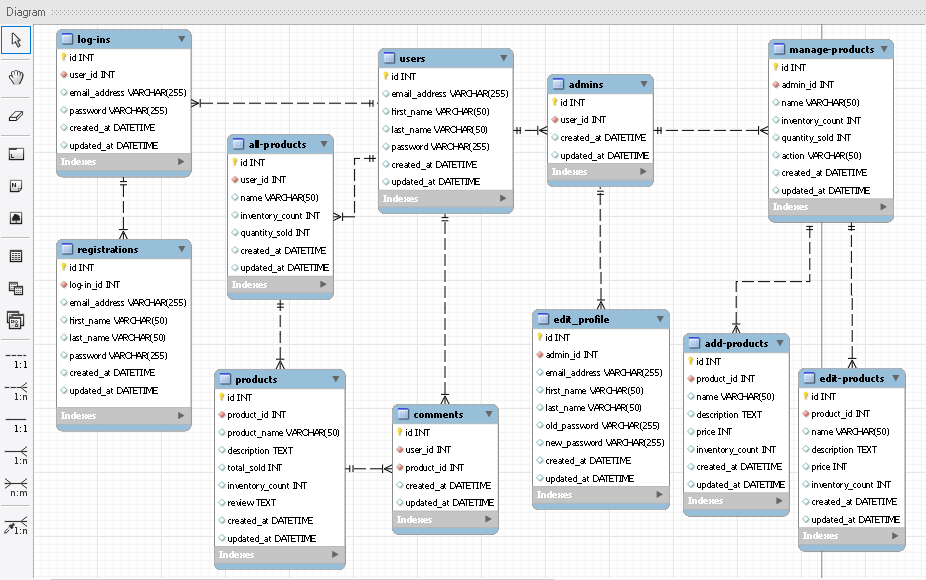 Diagram
log-ins
id INT
user_id INT
email_address VARCHAR(255)
password VARCHAR(255)
created_at DATETIME
updated_at DATETIME
Indexes
users
id INT
email_address VARCHAR(255)
first_name VARCHAR(50)
last_name VARCHAR(50)
password VARCHAR(255)
created_at DATETIME
updated_at DATETIME
Indexes
admins
id INT
user_id INT
created_at DATETIME
updated_at DATETIME
Indexes
manage-products
id INT
admin_id INT
name VARCHAR(50)
inventory_count INT
quantity_sold INT
action VARCHAR(50)
created_at DATETIME
updated_at DATETIME
Indexes
all-products
id INT
user_id INT
name VARCHAR(50)
inventory_count INT
quantity_sold INT
created_at DATETIME
updated_at DATETIME
Indexes
registrations
id INT
log-in_id INT
email_address VARCHAR(255)
first_name VARCHAR(50)
last_name VARCHAR(50)
password VARCHAR(255)
created_at DATETIME
updated_at DATETIME
Indexes
products
id INT
product_id INT
product_name VARCHAR(50)
description TEXT
total_sold INT
inventory_count INT
review TEXT
created_at DATETIME
updated_at DATETIME
Indexes
comments
id INT
user_id INT
product_id INT
created_at DATETIME
updated_at DATETIME
Indexes
edit_profile
id INT
admin_id INT
email_address VARCHAR(255)
first_name VARCHAR(50)
last_name VARCHAR(50)
old_password VARCHAR(255)
new_password VARCHAR(255)
created_at DATETIME
updated_at DATETIME
Indexes
add-products
id INT
product_id INT
name VARCHAR(50)
description TEXT
price INT
inventory_count INT
created_at DATETIME
updated_at DATETIME
Indexes
edit-products
id INT
product_id INT
name VARCHAR(50)
description TEXT
price INT
inventory_count INT
created_at DATETIME
updated_at DATETIME
Indexes
1:1
1:n
1:1
1:n
n:m
1:n